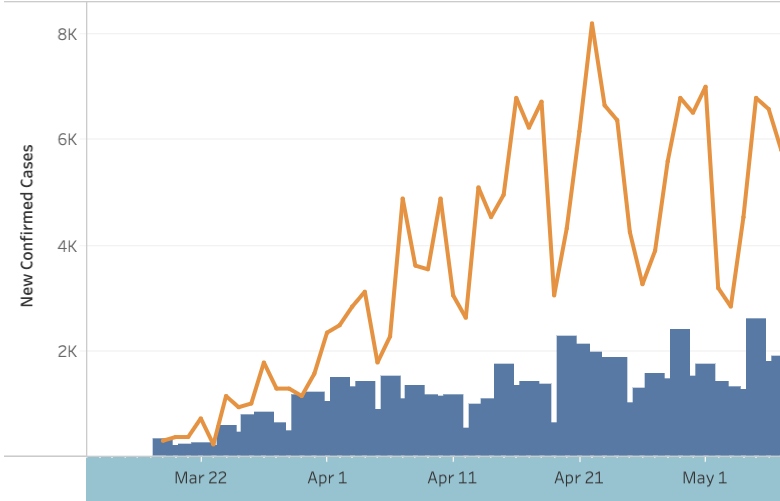 New Confirmed Cases
8K
6K
4K
2K
Mar 22
Apr 1
Apr 11
Apr 21
May 1